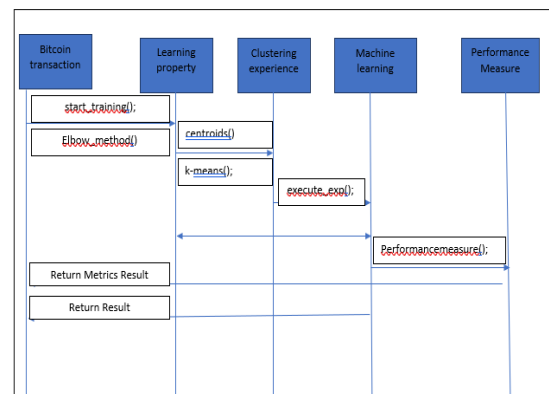 Bitcoin
transaction
Learning
property
Clustering
experience
Machine
learning
Performance
Measure
start_training();
Elbow_method()
centroids()
k-means();
execute_exp();
Performancemeasure();
Return Metrics Result
Return Result